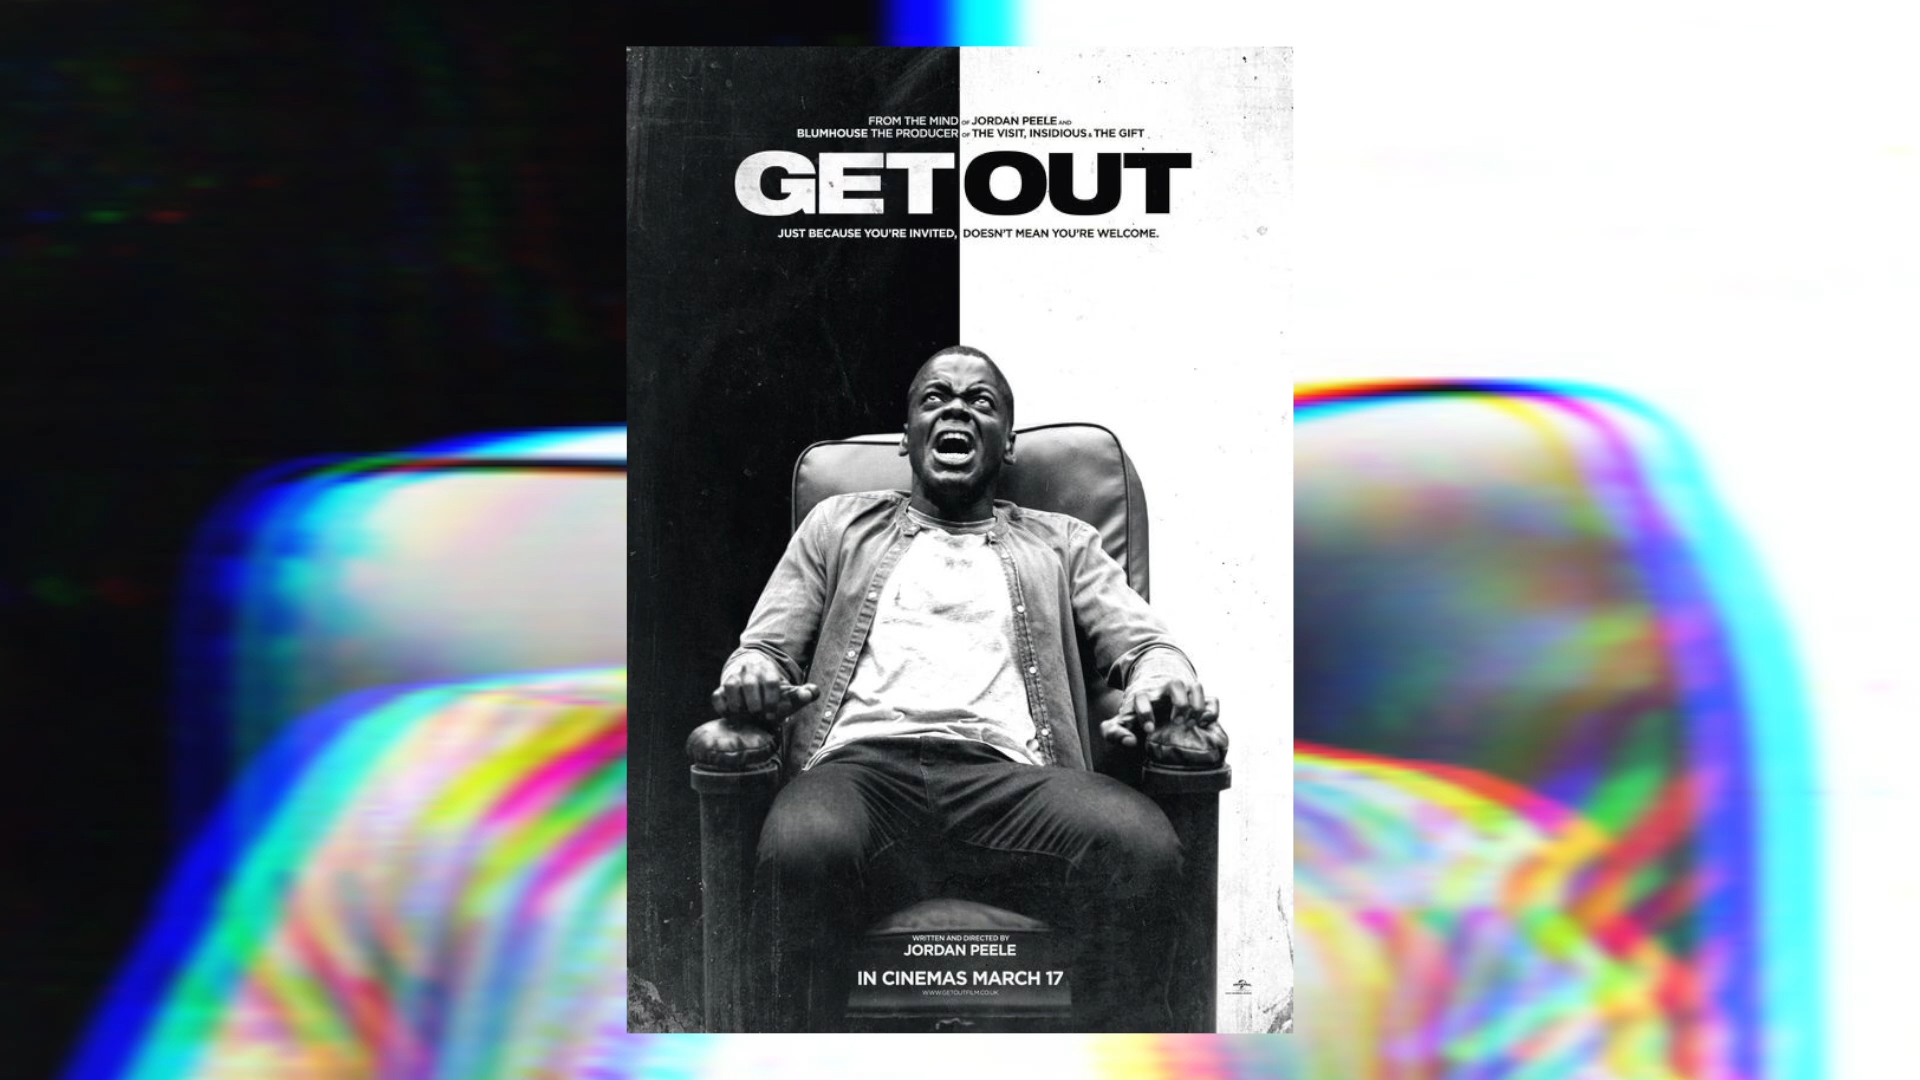 FROM THE MIND OF JORDAN PEELE AND
BLUMHOUSE THE PRODUCER OF THE VISIT, INSIDIOUS & THE GIFT
GET OUT
JUST BECAUSE YOU'RE INVITED, DOESN'T MEAN YOU'RE WELCOME.
WRITTEN AND DIRECTED BY
JORDAN PEELE
IN CINEMAS MARCH 17
WWW.GETOUTFILM.CO.UK